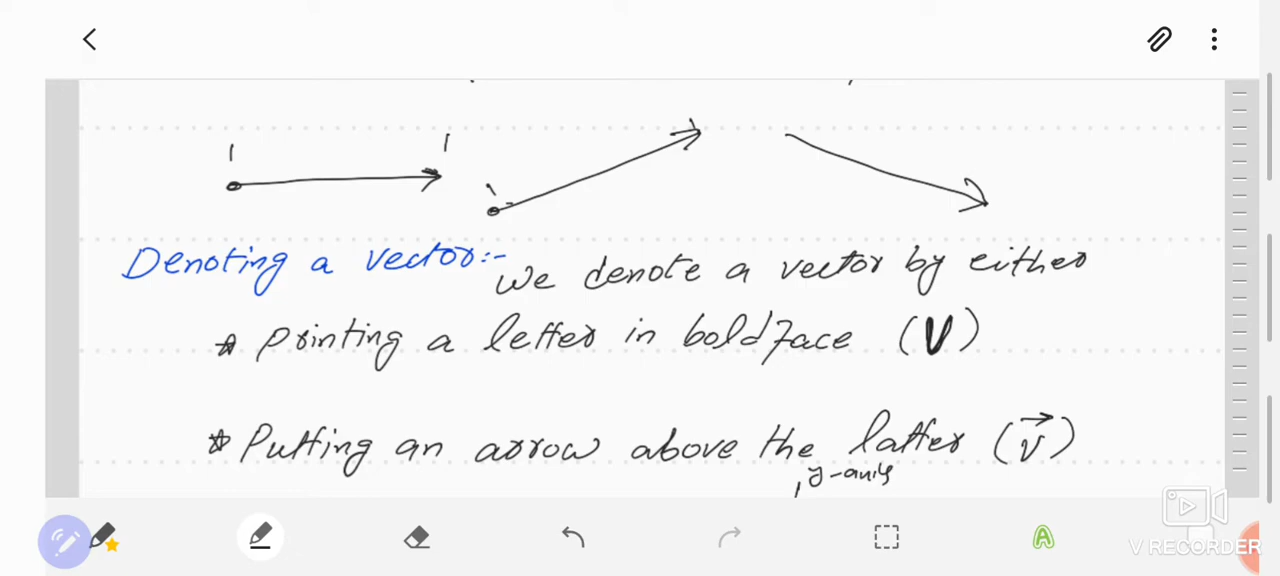 Denoting a vector:- We denote a vector by either
* Printing a letter in boldface (V)
* Putting an arrow above the latter (v⃗)
y-axis
A
V RECORDER